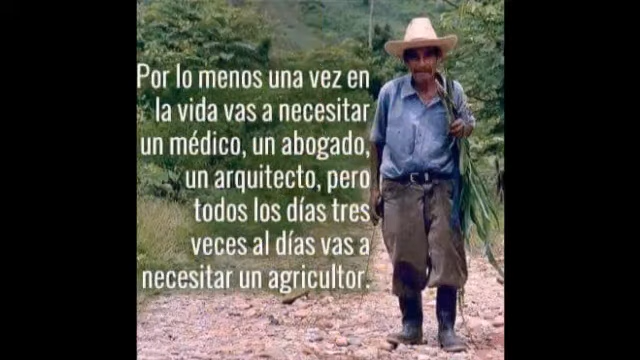 Por lo menos una vez en
la vida vas a necesitar
un médico, un abogado,
un arquitecto, pero
todos los días tres
veces al días vas a
necesitar un agricultor.